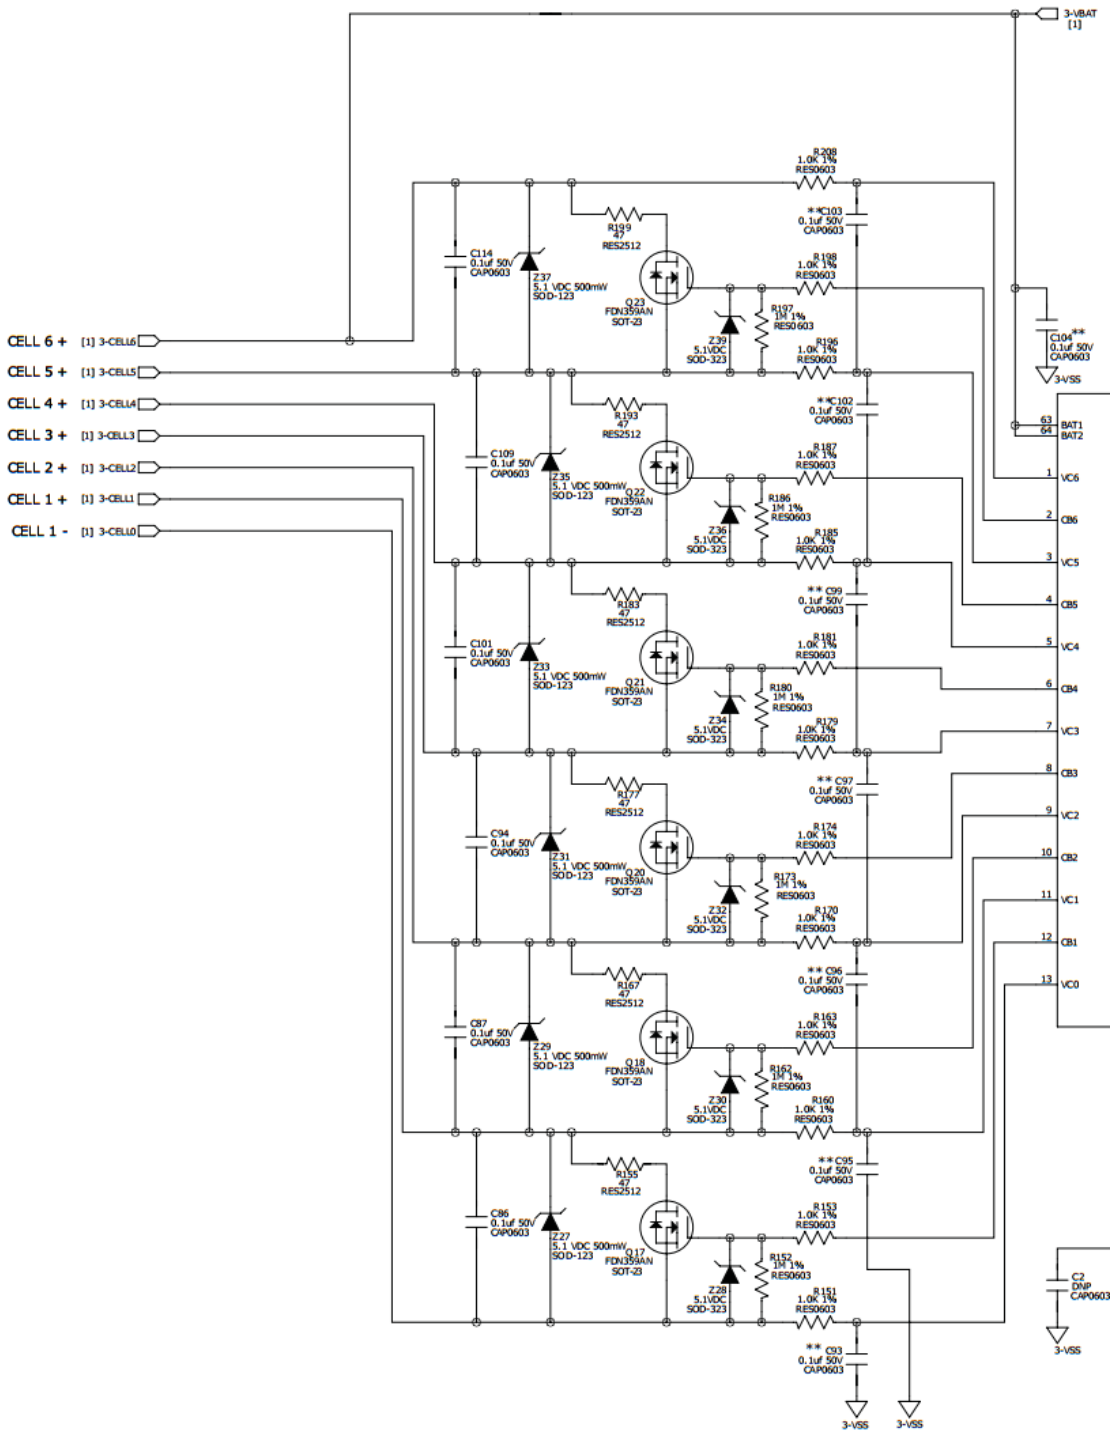 3-VBAT
[1]
R208
1.0K 1%
RES0603
**C103
0.1uf 50V
CAP0603
R199
47
RES2512
C114
0.1uf 50V
CAP0603
Z37
5.1 VDC 500mW
SOD-123
Q23
FDN359AN
SOT-23
R198
1.0K 1%
RES0603
R197
1M 1%
RES0603
Z39
5.1VDC
SOD-323
R196
1.0K 1%
RES0603
C104**
0.1uf 50V
CAP0603
3-VSS
CELL 6 + [1] 3-CELL6
CELL 5 + [1] 3-CELL5
CELL 4 + [1] 3-CELL4
CELL 3 + [1] 3-CELL3
CELL 2 + [1] 3-CELL2
CELL 1 + [1] 3-CELL1
CELL 1 - [1] 3-CELL0
**C102
0.1uf 50V
CAP0603
R193
47
RES2512
C109
0.1uf 50V
CAP0603
Z35
5.1 VDC 500mW
SOD-123
Q22
FDN359AN
SOT-23
R187
1.0K 1%
RES0603
R186
1M 1%
RES0603
Z36
5.1VDC
SOD-323
R185
1.0K 1%
RES0603
63 BAT1
64 BAT2
1 VC6
2 CB6
3 VC5
4 CB5
5 VC4
6 CB4
7 VC3
8 CB3
9 VC2
10 CB2
11 VC1
12 CB1
13 VC0
** C99
0.1uf 50V
CAP0603
R183
47
RES2512
C101
0.1uf 50V
CAP0603
Z33
5.1 VDC 500mW
SOD-123
Q21
FDN359AN
SOT-23
R181
1.0K 1%
RES0603
R180
1M 1%
RES0603
Z34
5.1VDC
SOD-323
R179
1.0K 1%
RES0603
** C97
0.1uf 50V
CAP0603
R177
47
RES2512
C94
0.1uf 50V
CAP0603
Z31
5.1 VDC 500mW
SOD-123
Q20
FDN359AN
SOT-23
R174
1.0K 1%
RES0603
R173
1M 1%
RES0603
Z32
5.1VDC
SOD-323
R170
1.0K 1%
RES0603
** C96
0.1uf 50V
CAP0603
R167
47
RES2512
C87
0.1uf 50V
CAP0603
Z29
5.1 VDC 500mW
SOD-123
Q18
FDN359AN
SOT-23
R163
1.0K 1%
RES0603
R162
1M 1%
RES0603
Z30
5.1VDC
SOD-323
R160
1.0K 1%
RES0603
**C95
0.1uf 50V
CAP0603
R155
47
RES2512
C86
0.1uf 50V
CAP0603
Z27
5.1 VDC 500mW
SOD-123
Q17
FDN359AN
SOT-23
R153
1.0K 1%
RES0603
R152
1M 1%
RES0603
Z28
5.1VDC
SOD-323
R151
1.0K 1%
RES0603
C2
DNP
CAP0603
3-VSS
** C93
0.1uf 50V
CAP0603
3-VSS
3-VSS